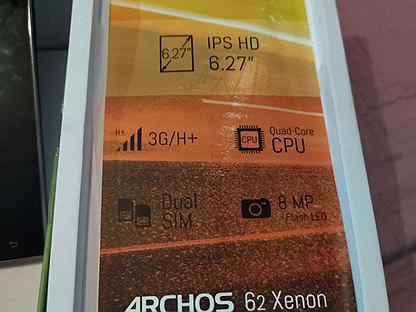 6.27"
IPS HD
6.27"
H+
3G/H+
CPU
Quad-Core
CPU
Dual
SIM
8 MP
Flash LED
ARCHOS 62 Xenon